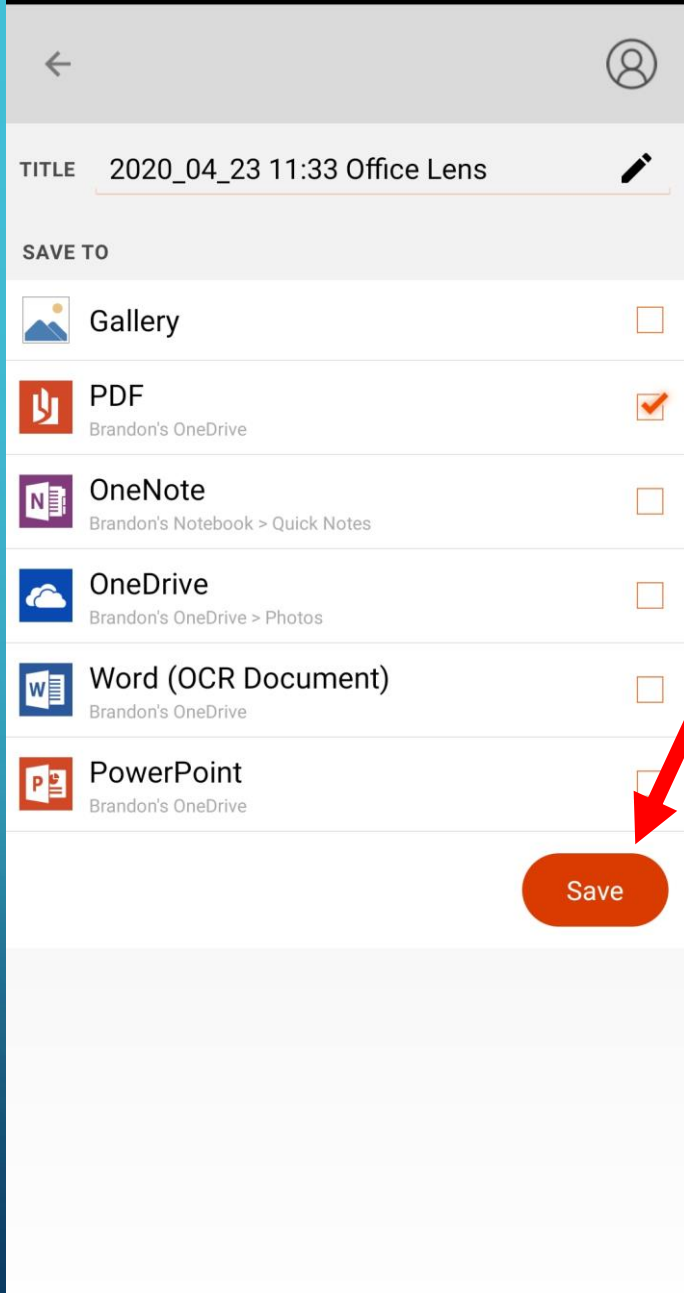 TITLE 2020_04_23 11:33 Office Lens
SAVE TO
Gallery
PDF
Brandon's OneDrive
N OneNote
Brandon's Notebook > Quick Notes
OneDrive
Brandon's OneDrive > Photos
W Word (OCR Document)
Brandon's OneDrive
P PowerPoint
Brandon's OneDrive
Save